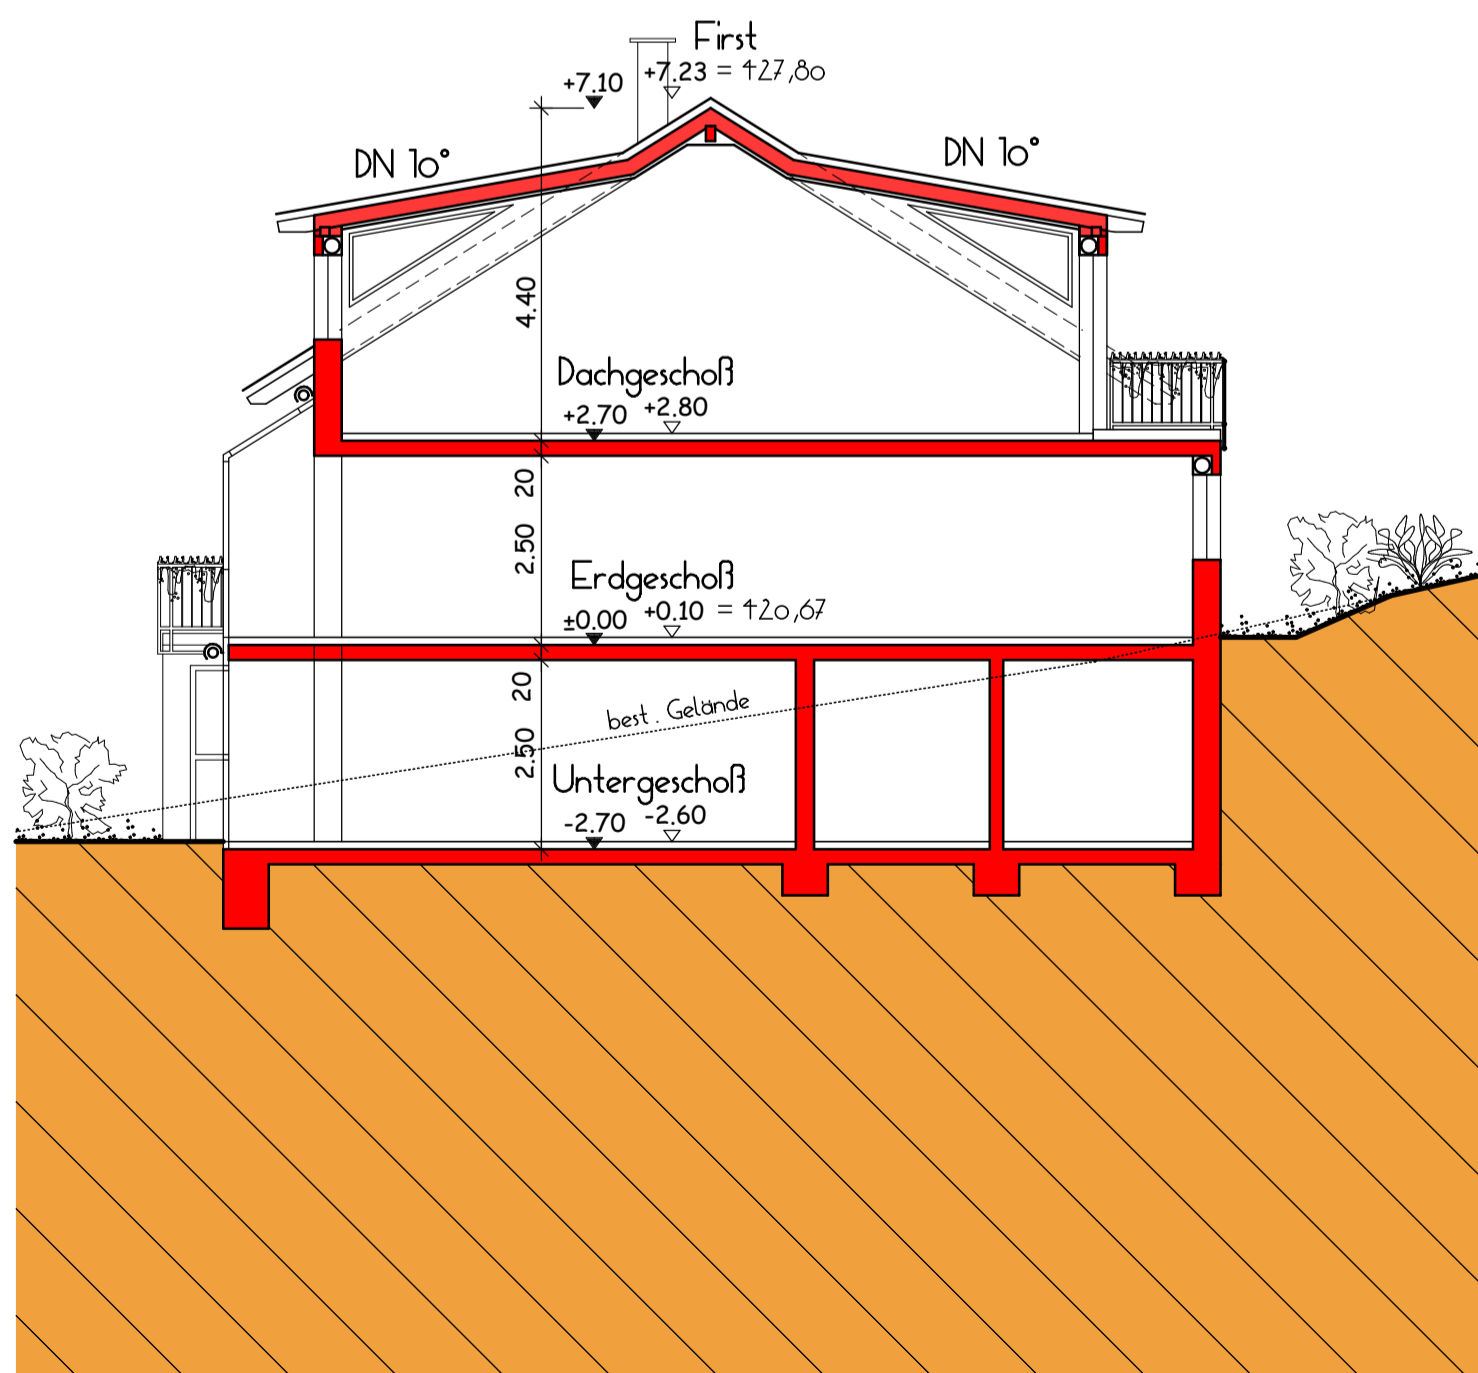 First
+7.10 +7.23 = 427,80
DN 10°
DN 10°
4.40
Dachgeschoß
+2.70 +2.80
20
2.50
Erdgeschoß
±0.00 +0.10 = 420,67
20
best. Gelände
2.50
Untergeschoß
-2.70 -2.60